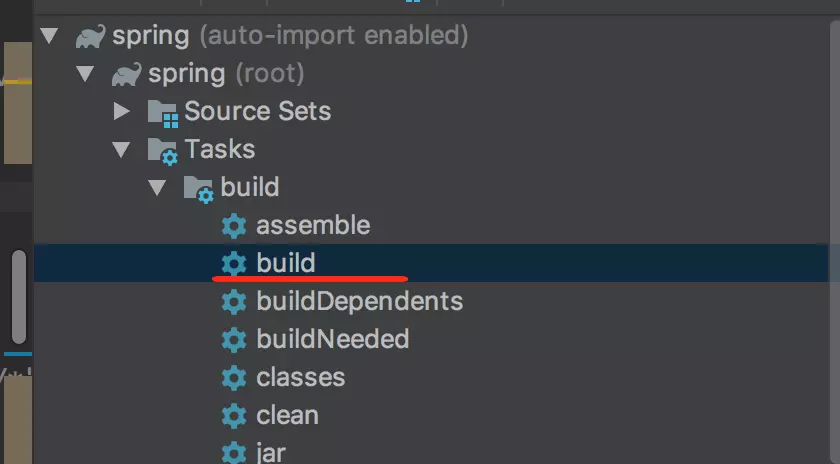 spring (auto-import enabled)
spring (root)
Source Sets
Tasks
build
assemble
build
buildDependents
buildNeeded
classes
clean
jar